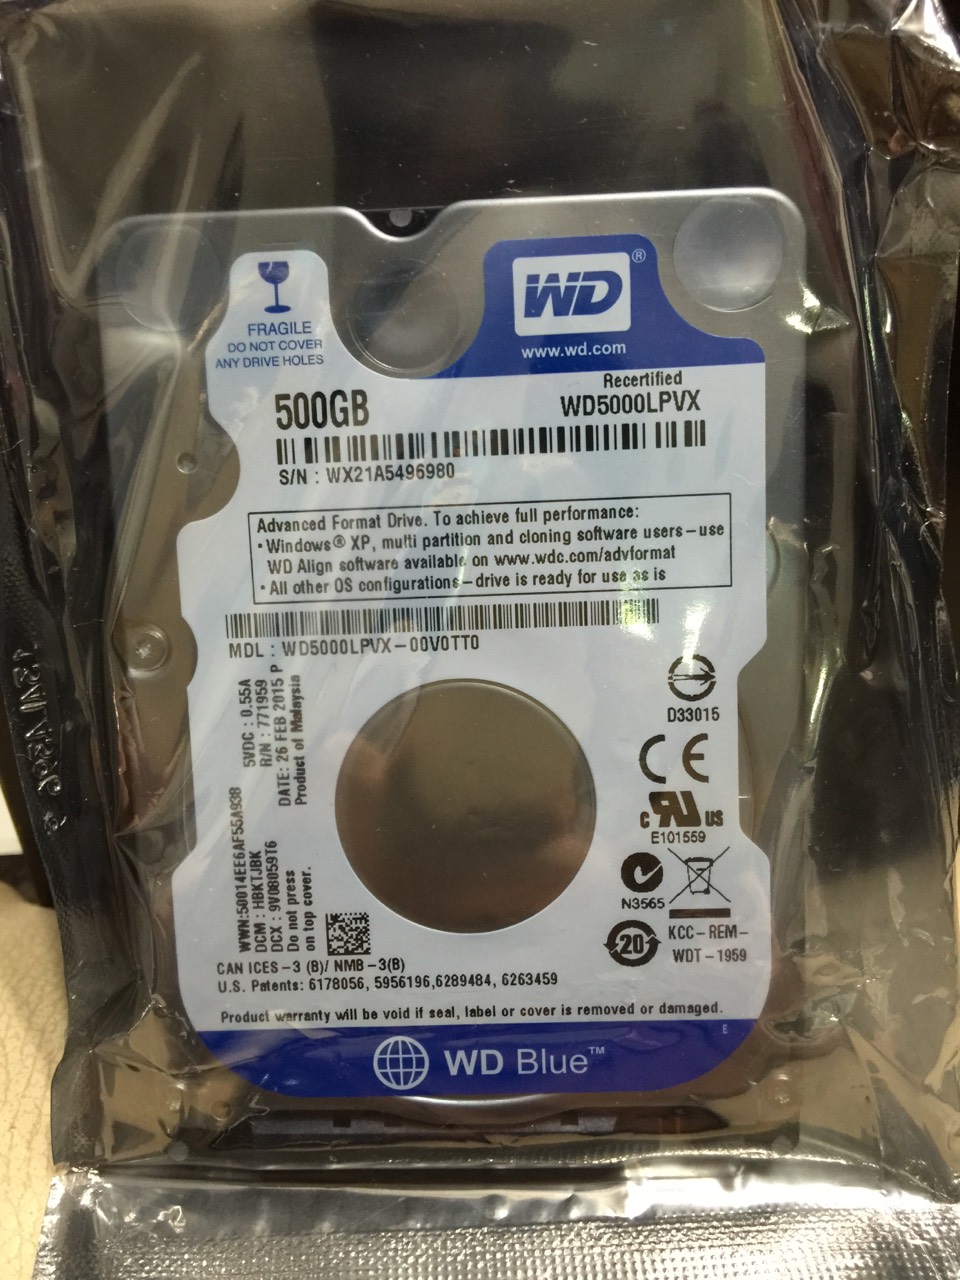 FRAGILE
DO NOT COVER
ANY DRIVE HOLES
WD®
www.wd.com
500GB
Recertified
WD5000LPVX
S/N : WX21A5496980
Advanced Format Drive. To achieve full performance:
• Windows® XP, multi partition and cloning software users-use
WD Align software available on www.wdc.com/advformat
• All other OS configurations-drive is ready for use as is
MDL : WD5000LPVX-00V0TT0
5VDC : 0.55A
R/N : 771959
DATE: 26 FEB 2015 P
Product of Malaysia
WWN:50014EE6AF55A938
DCM : HBKTJBK
DCX : 9V08059T6
Do not press
on top cover.
D33015
CE
c UR US
E101559
N3565
20
KCC-REM-
WDT-1959
CAN ICES-3 (B)/ NMB-3(B)
U.S. Patents: 6178056, 5956196,6289484, 6263459
Product warranty will be void if seal, label or cover is removed or damaged.
E
WD Blue™